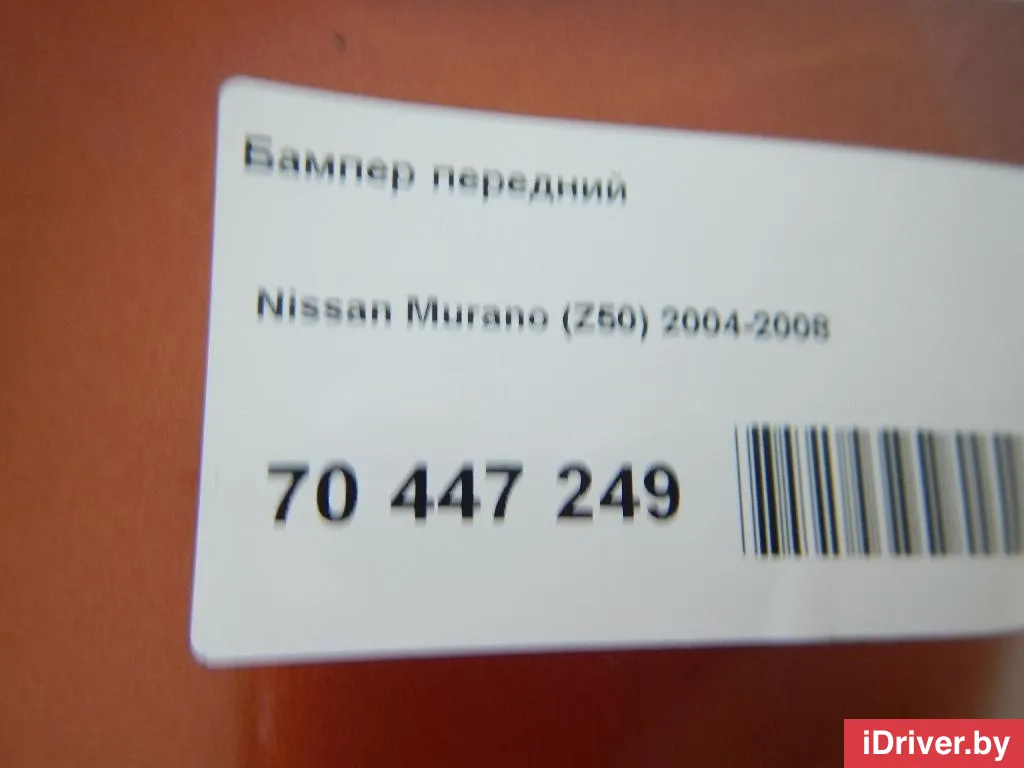 Бампер передний
Nissan Murano (Z50) 2004-2008
70 447 249
iDriver.by